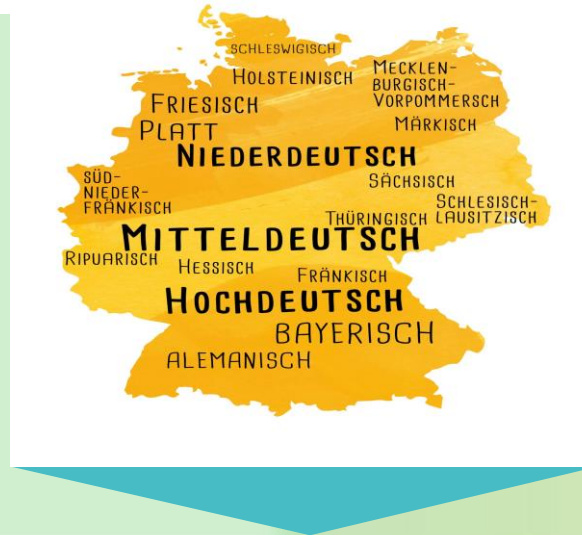 SCHLESWIGISCH
HOLSTEINISCH
MECKLEN-
BURGISCH-
VORPOMMERSCH
FRIESISCH
PLATT
MÄRKISCH
NIEDERDEUTSCH
SÜD-
NIEDER-
FRÄNKISCH
SÄCHSISCH
SCHLESISCH-
LAUSITZISCH
THÜRINGISCH
MITTELDEUTSCH
RIPUARISCH
HESSISCH
FRÄNKISCH
HOCHDEUTSCH
BAYERISCH
ALEMANISCH